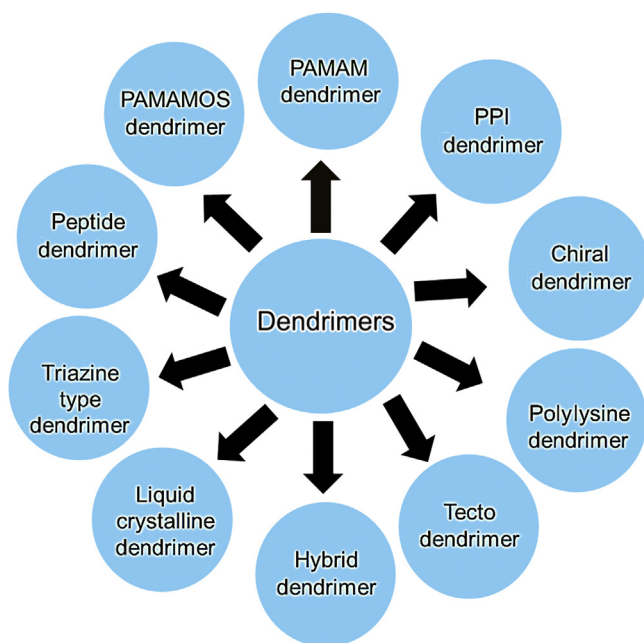 PAMAM
dendrimer
PPI
dendrimer
Chiral
dendrimer
Polylysine
dendrimer
Tecto
dendrimer
Hybrid
dendrimer
Liquid
crystalline
dendrimer
Triazine
type
dendrimer
Peptide
dendrimer
PAMAMOS
dendrimer
Dendrimers